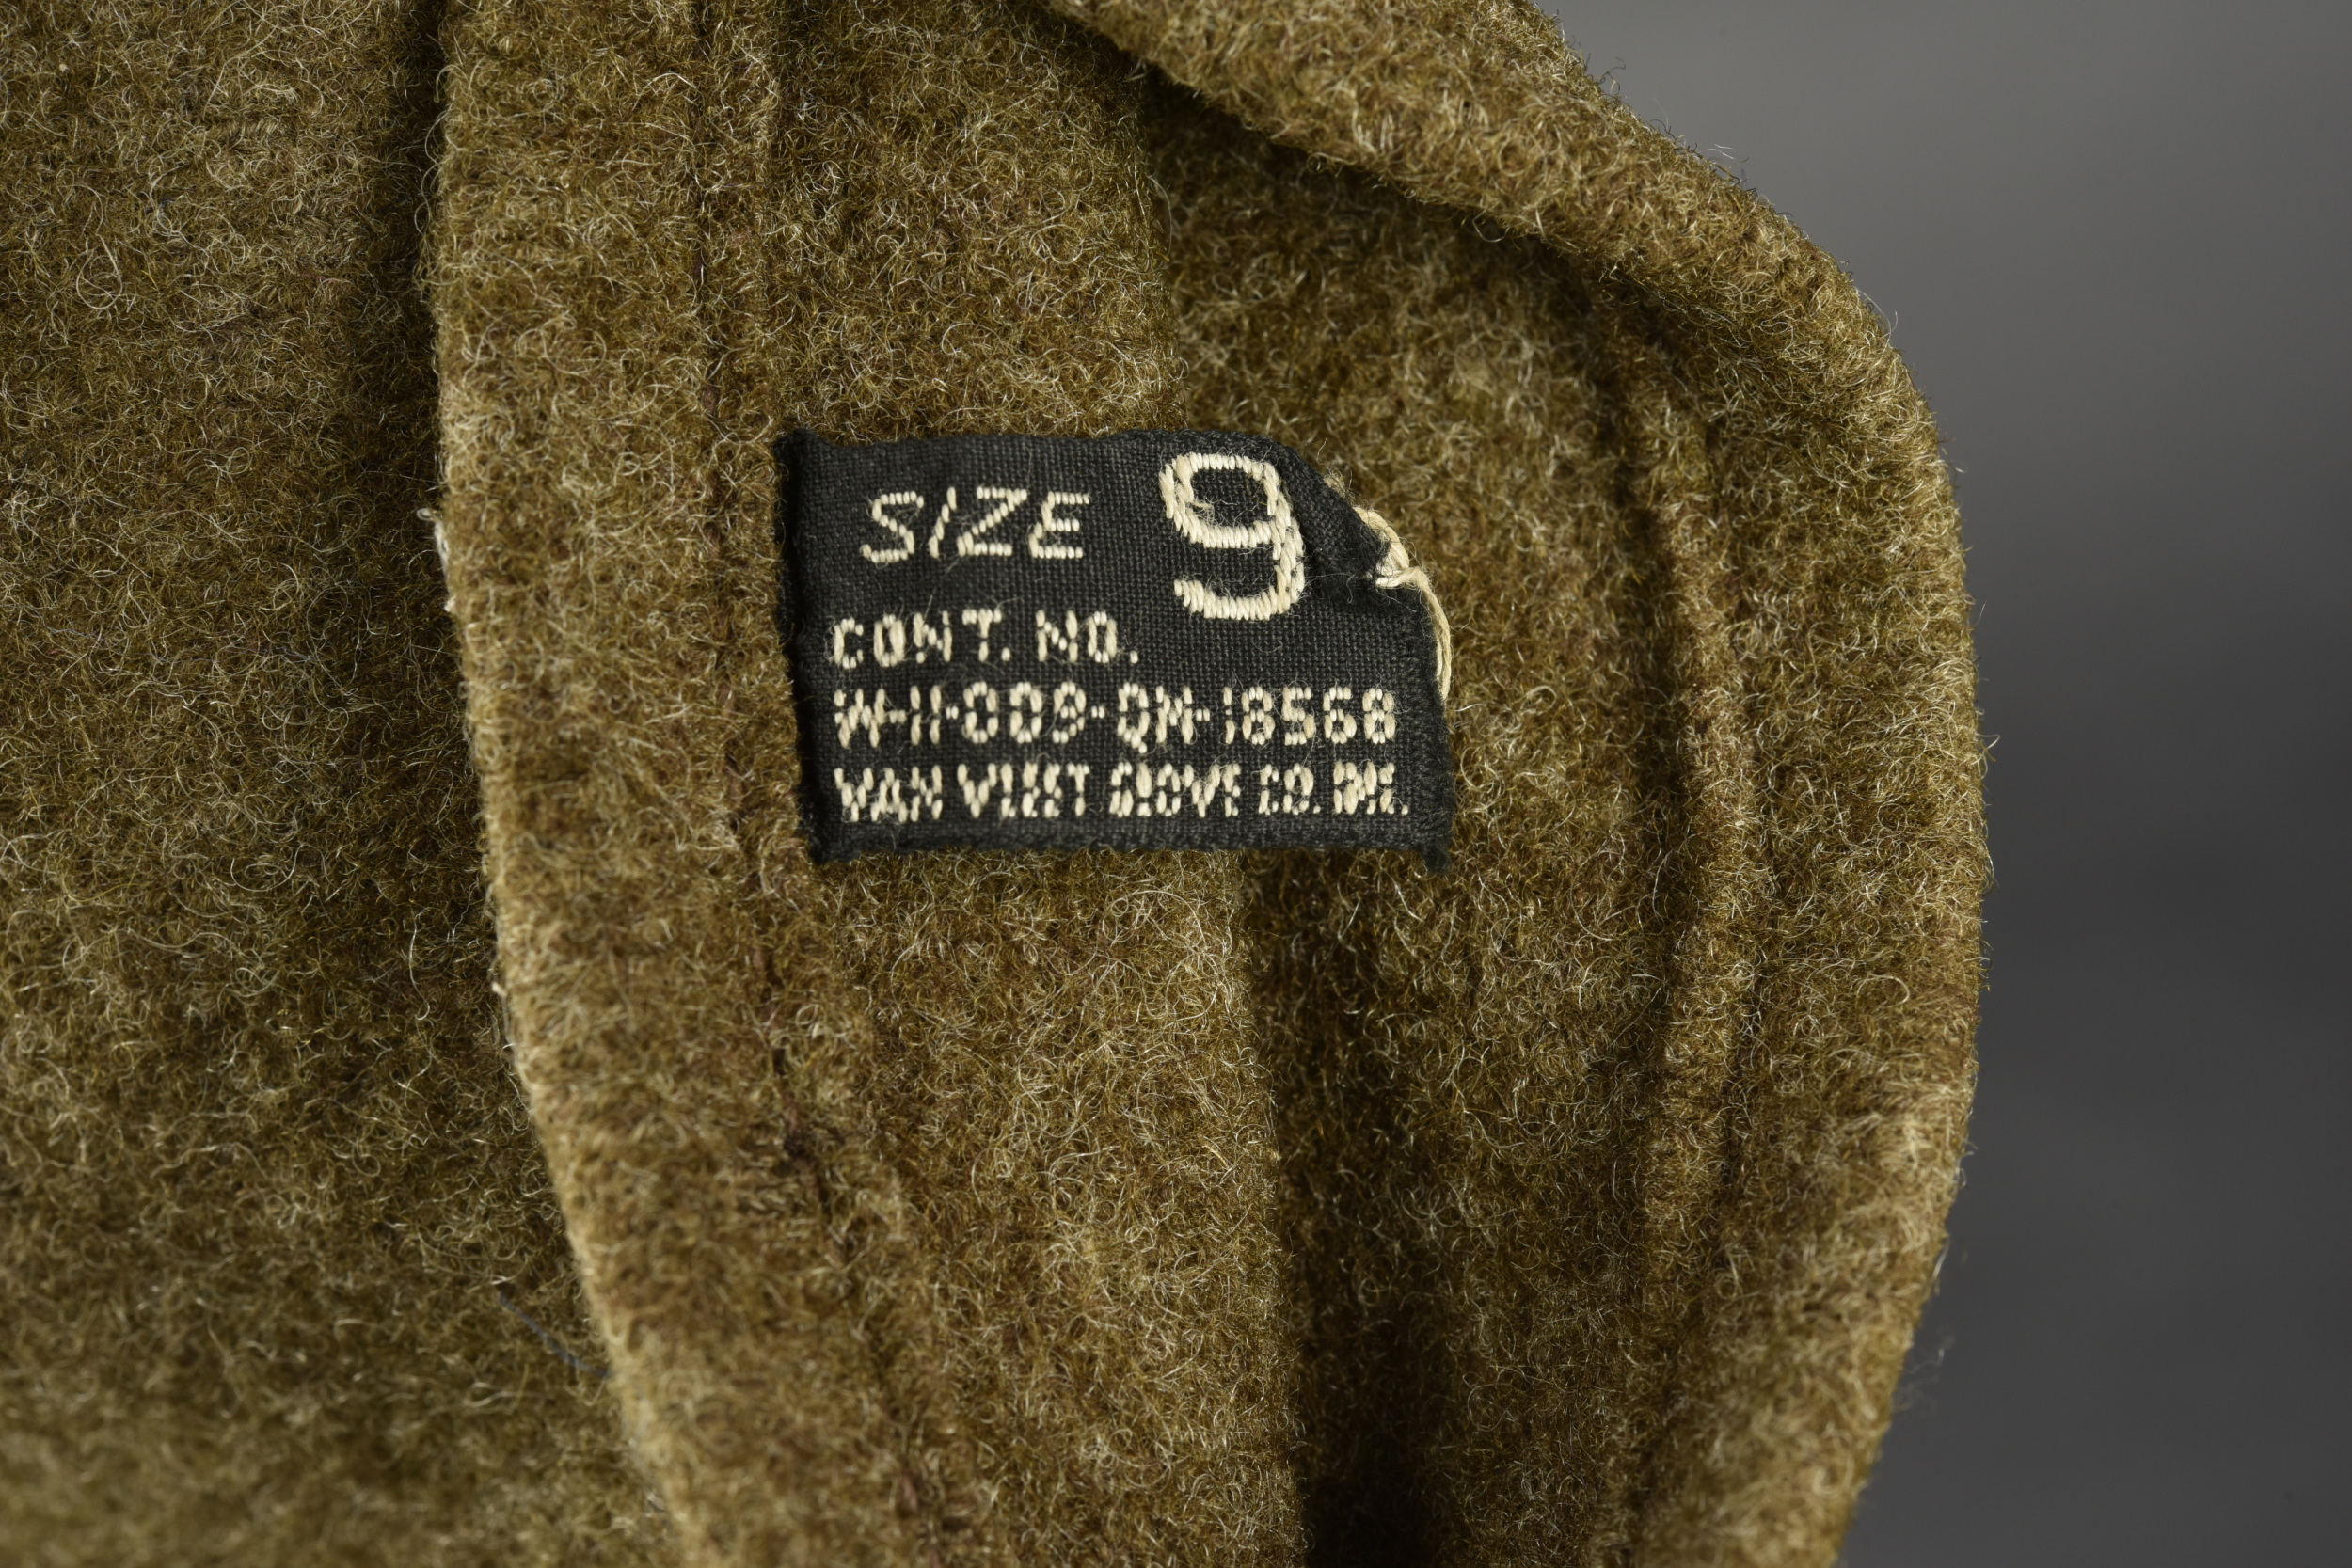 SIZE 9
CONT. NO.
W-11-009-QM-18568
VAN VLIET GLOVE CO. INC.